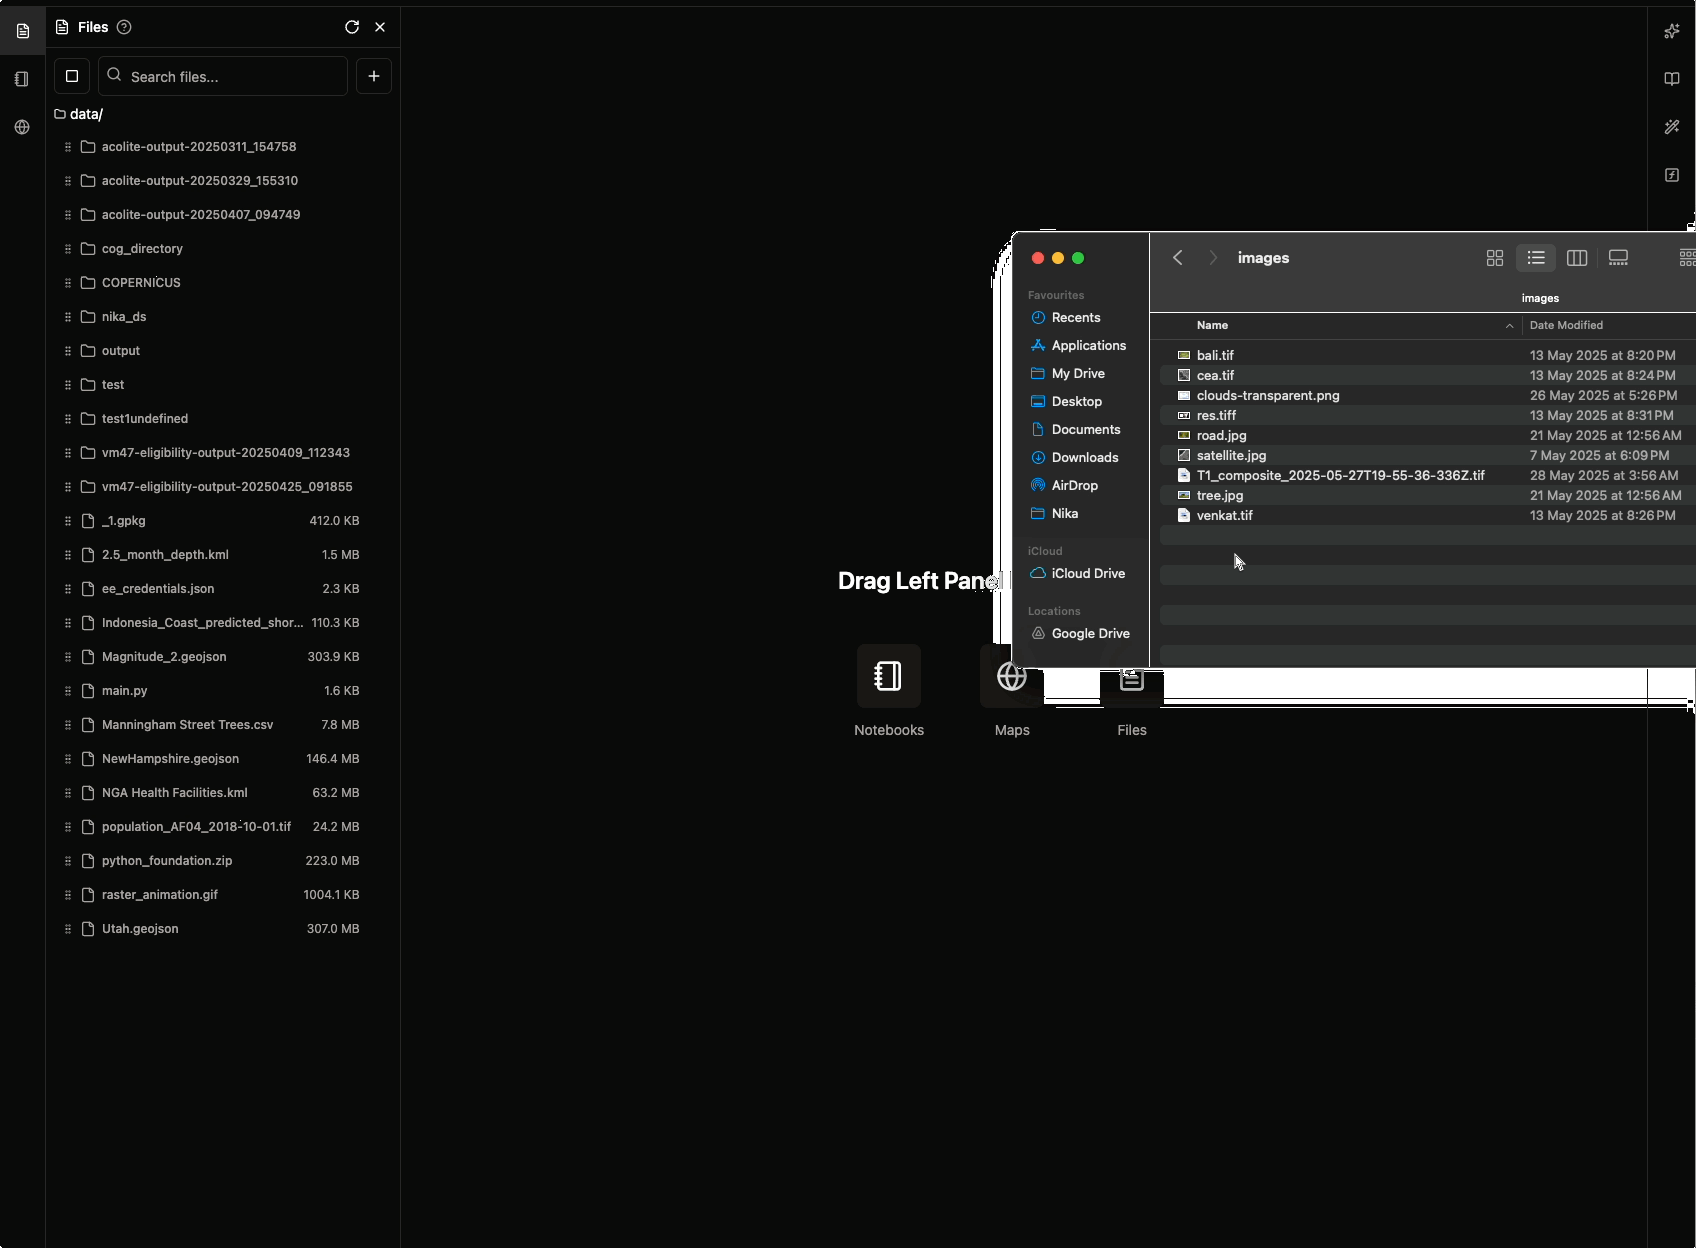 Files
Search files...
data/
acolite-output-20250311_154758
acolite-output-20250329_155310
acolite-output-20250407_094749
cog_directory
COPERNICUS
nika_ds
output
test
test1undefined
vm47-eligibility-output-20250409_112343
vm47-eligibility-output-20250425_091855
_1.gpkg 412.0 KB
2.5_month_depth.kml 1.5 MB
ee_credentials.json 2.3 KB
Indonesia_Coast_predicted_shor... 110.3 KB
Magnitude_2.geojson 303.9 KB
main.py 1.6 KB
Manningham Street Trees.csv 7.8 MB
NewHampshire.geojson 146.4 MB
NGA Health Facilities.kml 63.2 MB
population_AF04_2018-10-01.tif 24.2 MB
python_foundation.zip 223.0 MB
raster_animation.gif 1004.1 KB
Utah.geojson 307.0 MB
Drag Left Panel
Notebooks
Maps
Files
Favourites
Recents
Applications
My Drive
Desktop
Documents
Downloads
AirDrop
Nika
iCloud
iCloud Drive
Locations
Google Drive
images
images
Name Date Modified
bali.tif 13 May 2025 at 8:20 PM
cea.tif 13 May 2025 at 8:24 PM
clouds-transparent.png 26 May 2025 at 5:26 PM
res.tiff 13 May 2025 at 8:31 PM
road.jpg 21 May 2025 at 12:56 AM
satellite.jpg 7 May 2025 at 6:09 PM
T1_composite_2025-05-27T19-55-36-336Z.tif 28 May 2025 at 3:56 AM
tree.jpg 21 May 2025 at 12:56 AM
venkat.tif 13 May 2025 at 8:26 PM